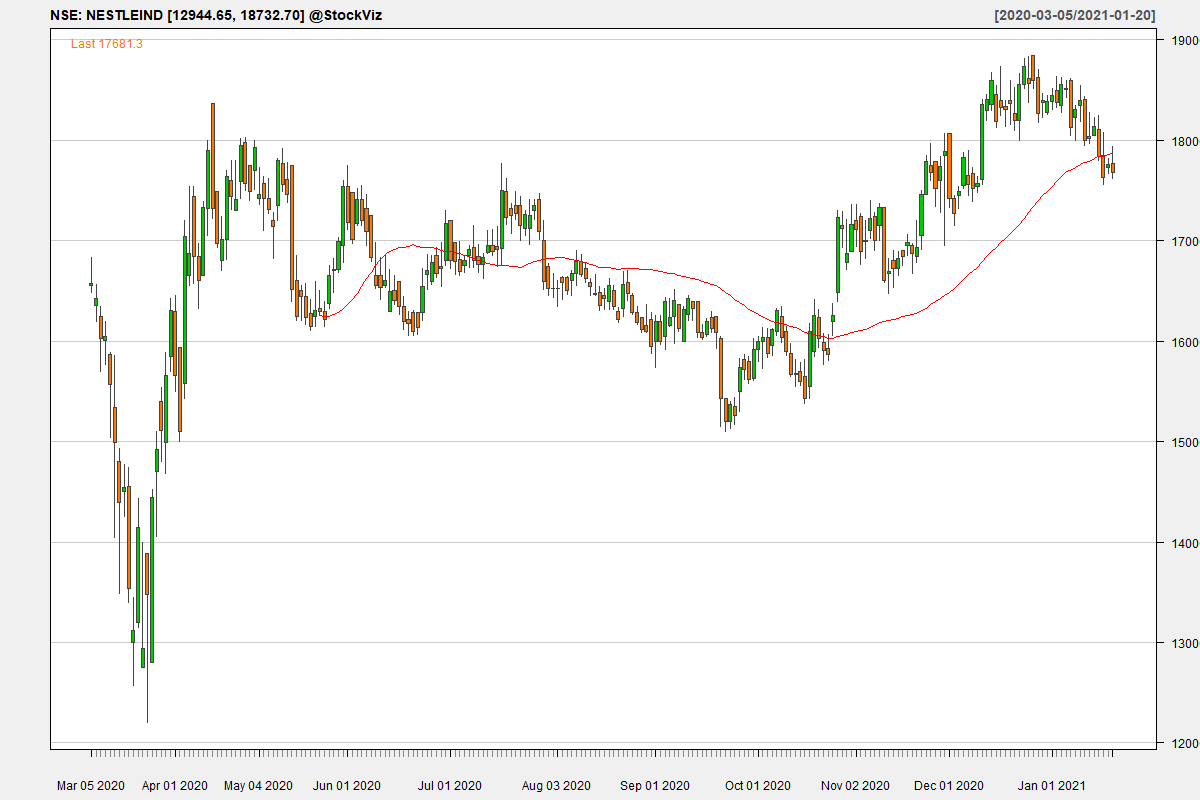 NSE: NESTLEIND [12944.65, 18732.70] @StockViz [2020-03-05/2021-01-20]
Last 17681.3
1900
1800
1700
1600
1500
1400
1300
1200
Mar 05 2020 Apr 01 2020 May 04 2020 Jun 01 2020 Jul 01 2020 Aug 03 2020 Sep 01 2020 Oct 01 2020 Nov 02 2020 Dec 01 2020 Jan 01 2021